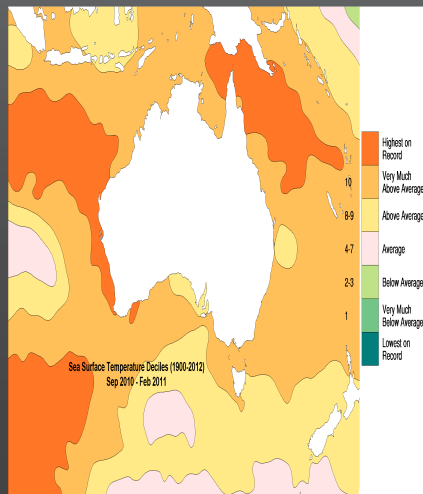 Highest on
Record
10
Very Much
Above Average
8-9
Above Average
4-7
Average
2-3
Below Average
1
Very Much
Below Average
Lowest on
Record
Sea Surface Temperature Deciles (1900-2012)
Sep 2010 - Feb 2011